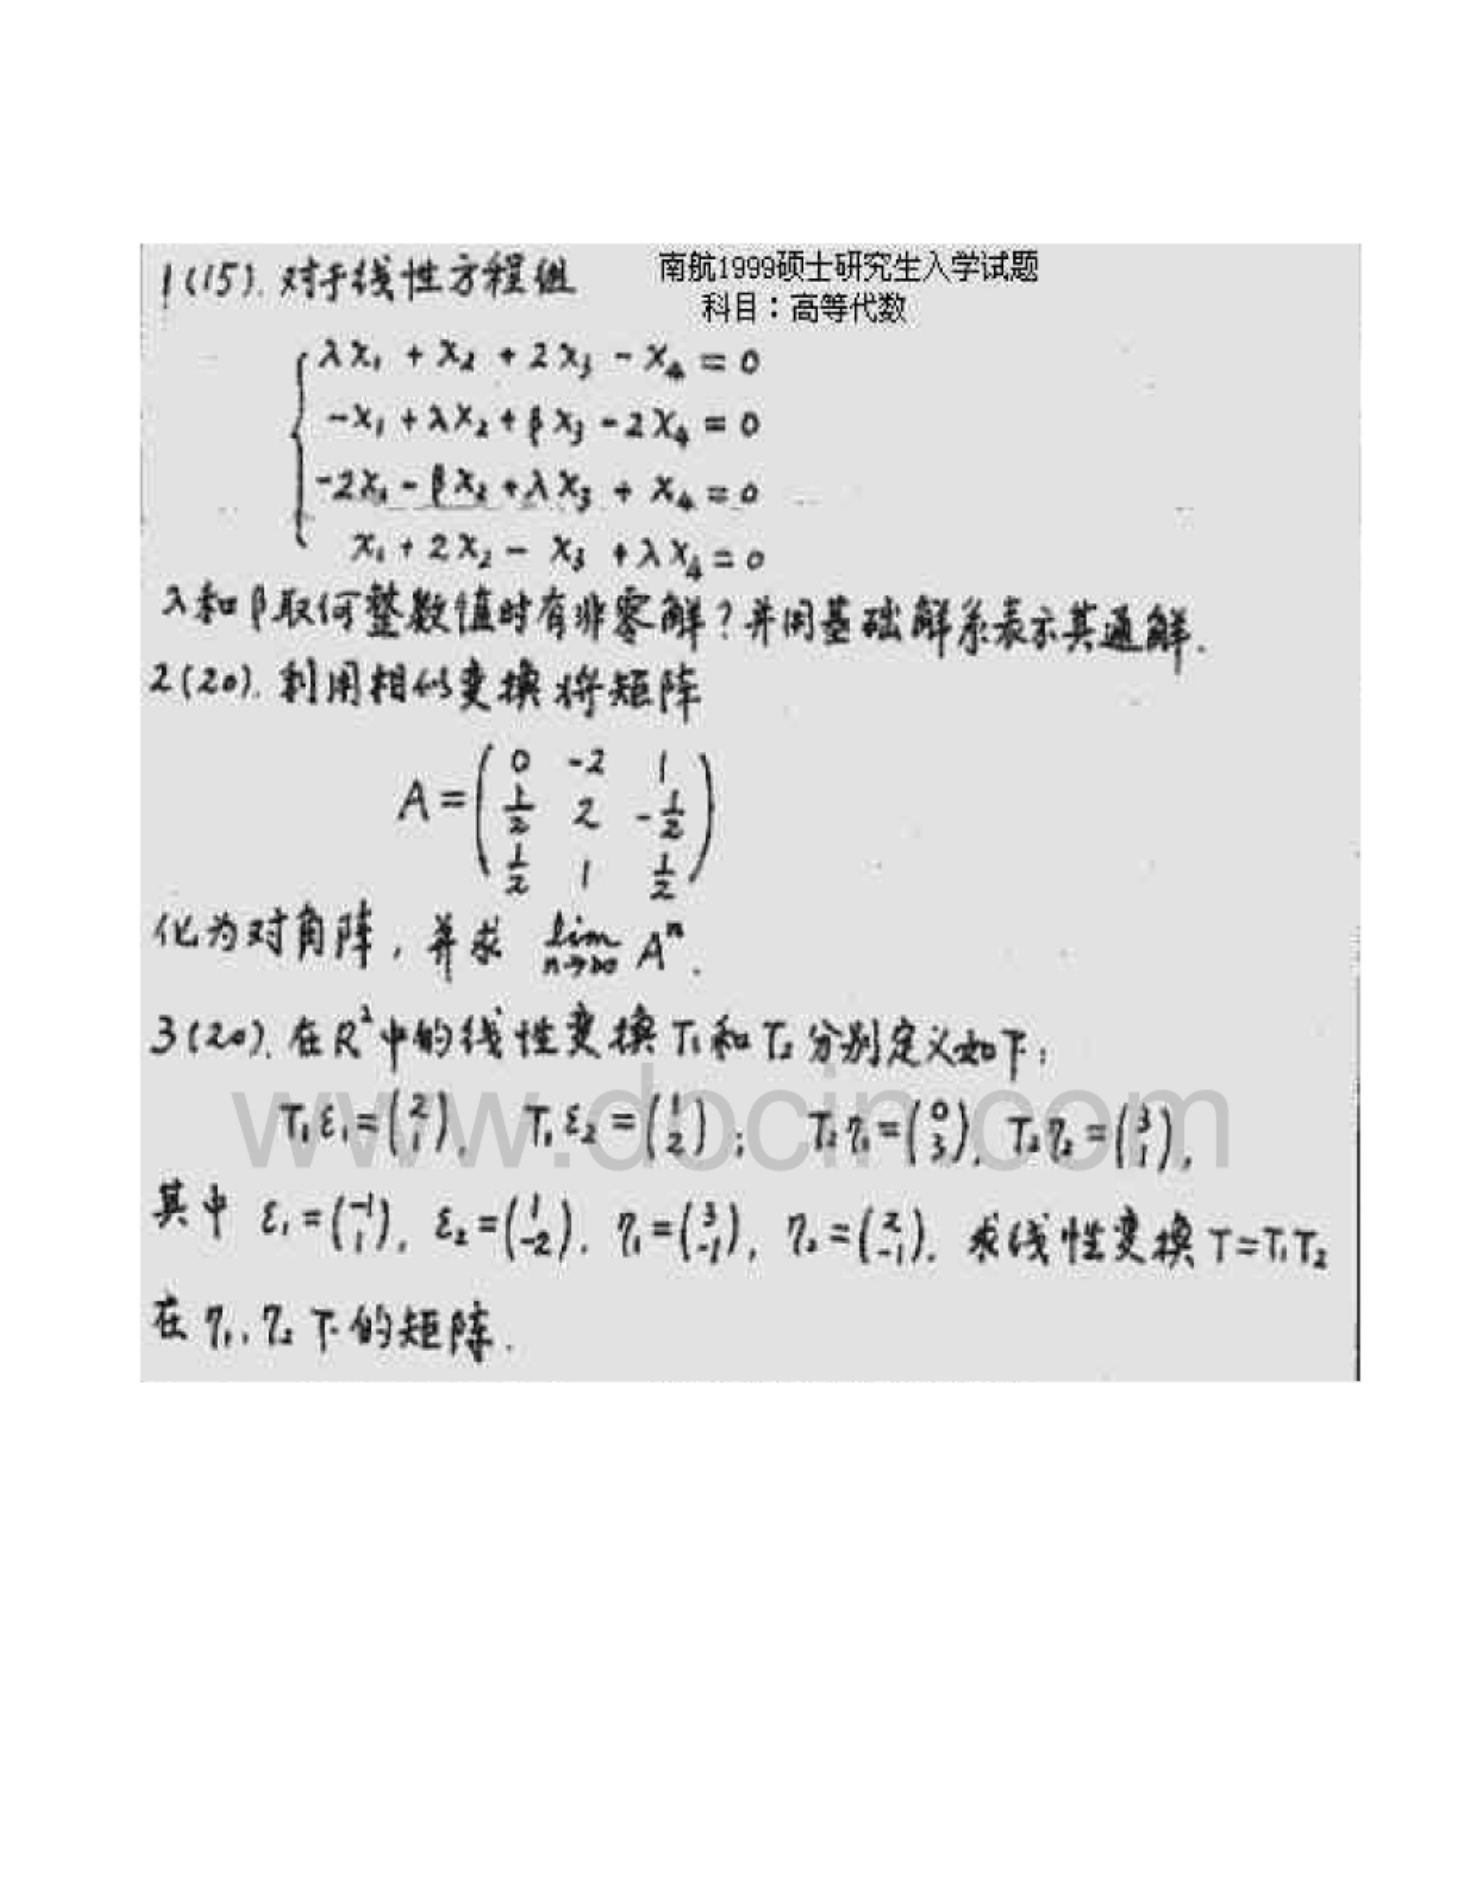 南航1999硕士研究生入学试题
科目：高等代数
1(15). 对于线性方程组
λx₁ + x₂ + 2x₃ - x₄ = 0
-x₁ + λx₂ + βx₃ - 2x₄ = 0
-2x₁ - βx₂ + λx₃ + x₄ = 0
x₁ + 2x₂ - x₃ + λx₄ = 0
λ和β取何整数值时有非零解？并用基础解系表示其通解.
2(20). 利用相似变换将矩阵
A = ( 0 -2 1
1/2 2 -1/2
1/2 1 1/2 )
化为对角阵, 并求 lim n→∞ Aⁿ.
3(20). 在R²中的线性变换T₁和T₂分别定义如下:
T₁ε₁ = (2 1), T₁ε₂ = (1 2); T₂η₁ = (0 3), T₂η₂ = (3 1),
其中 ε₁ = (-1 1), ε₂ = (1 -2), η₁ = (3 -1), η₂ = (2 -1). 求线性变换 T = T₁T₂
在 η₁, η₂ 下的矩阵.
www.docin.com